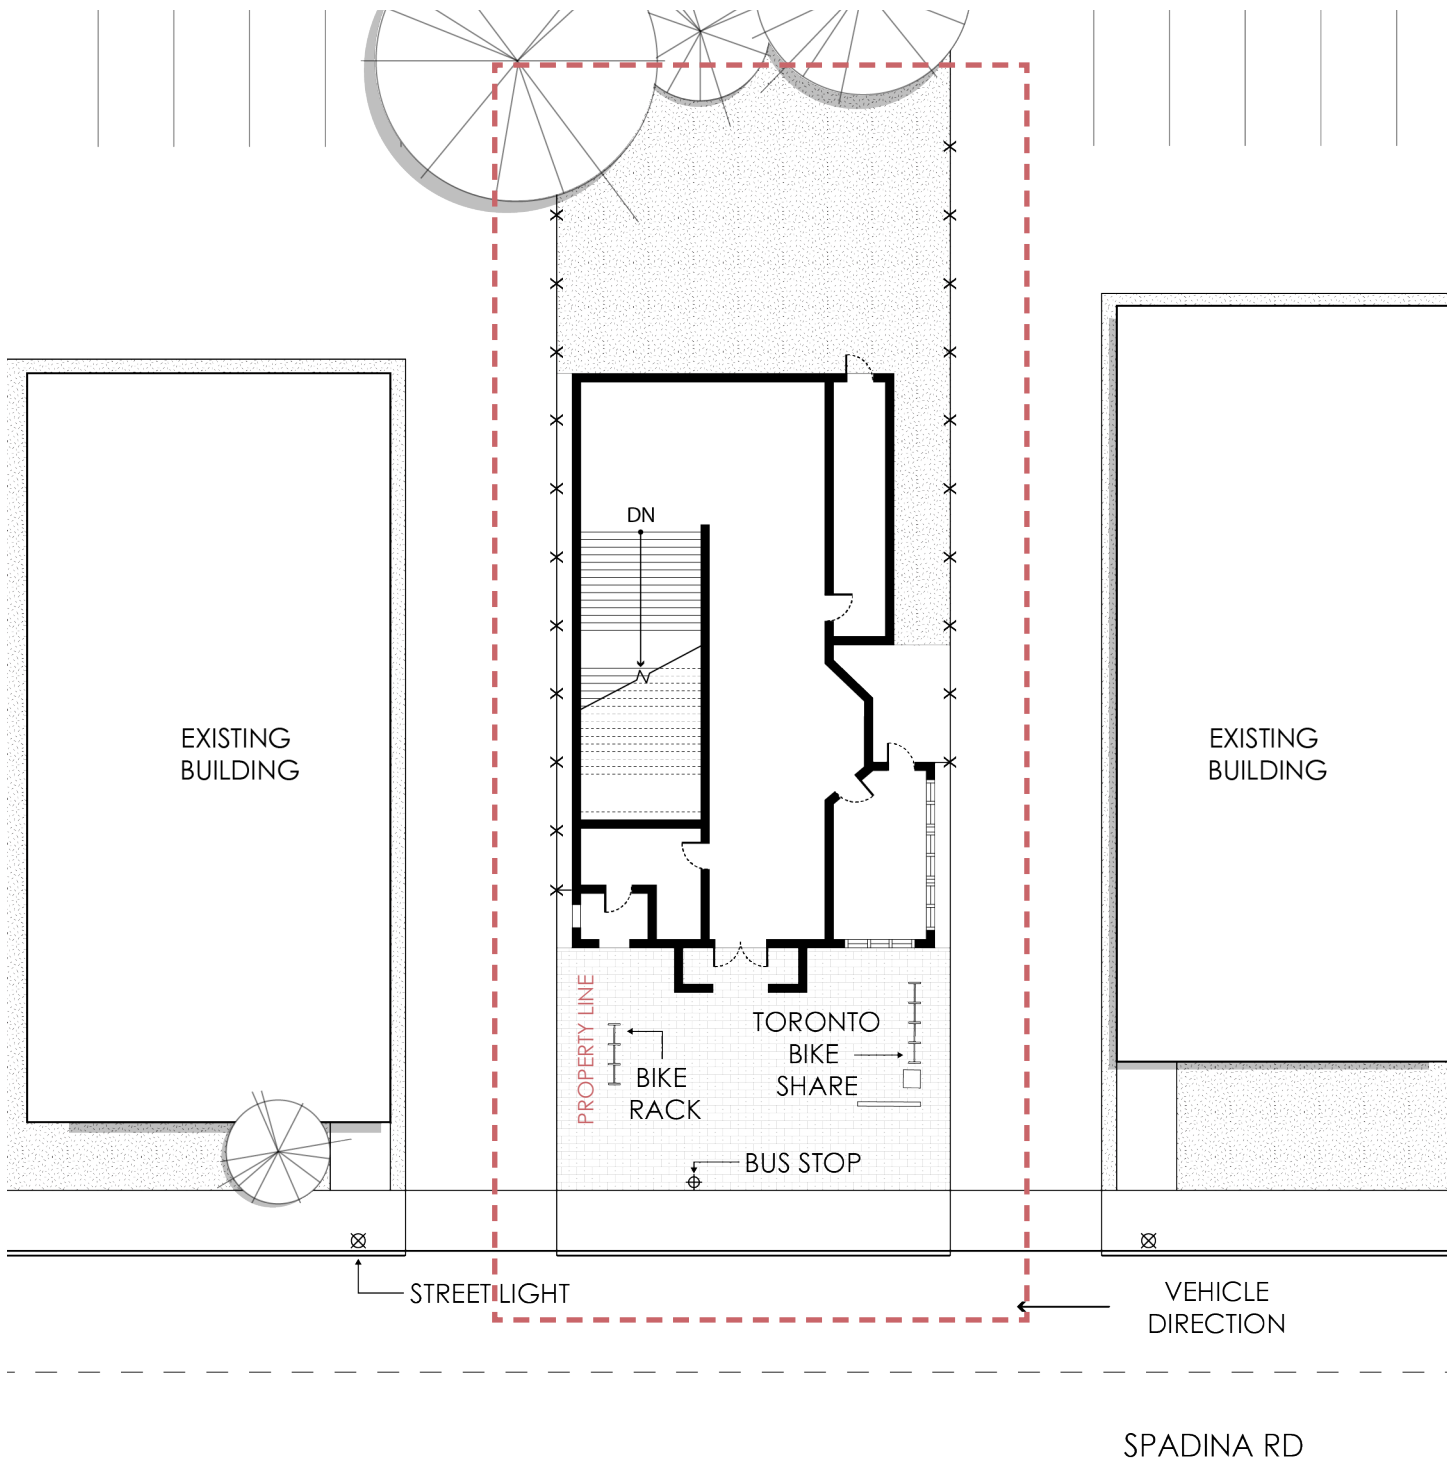 DN
EXISTING
BUILDING
EXISTING
BUILDING
PROPERTY LINE
TORONTO
BIKE
SHARE
BIKE
RACK
BUS STOP
STREET LIGHT
VEHICLE
DIRECTION
SPADINA RD